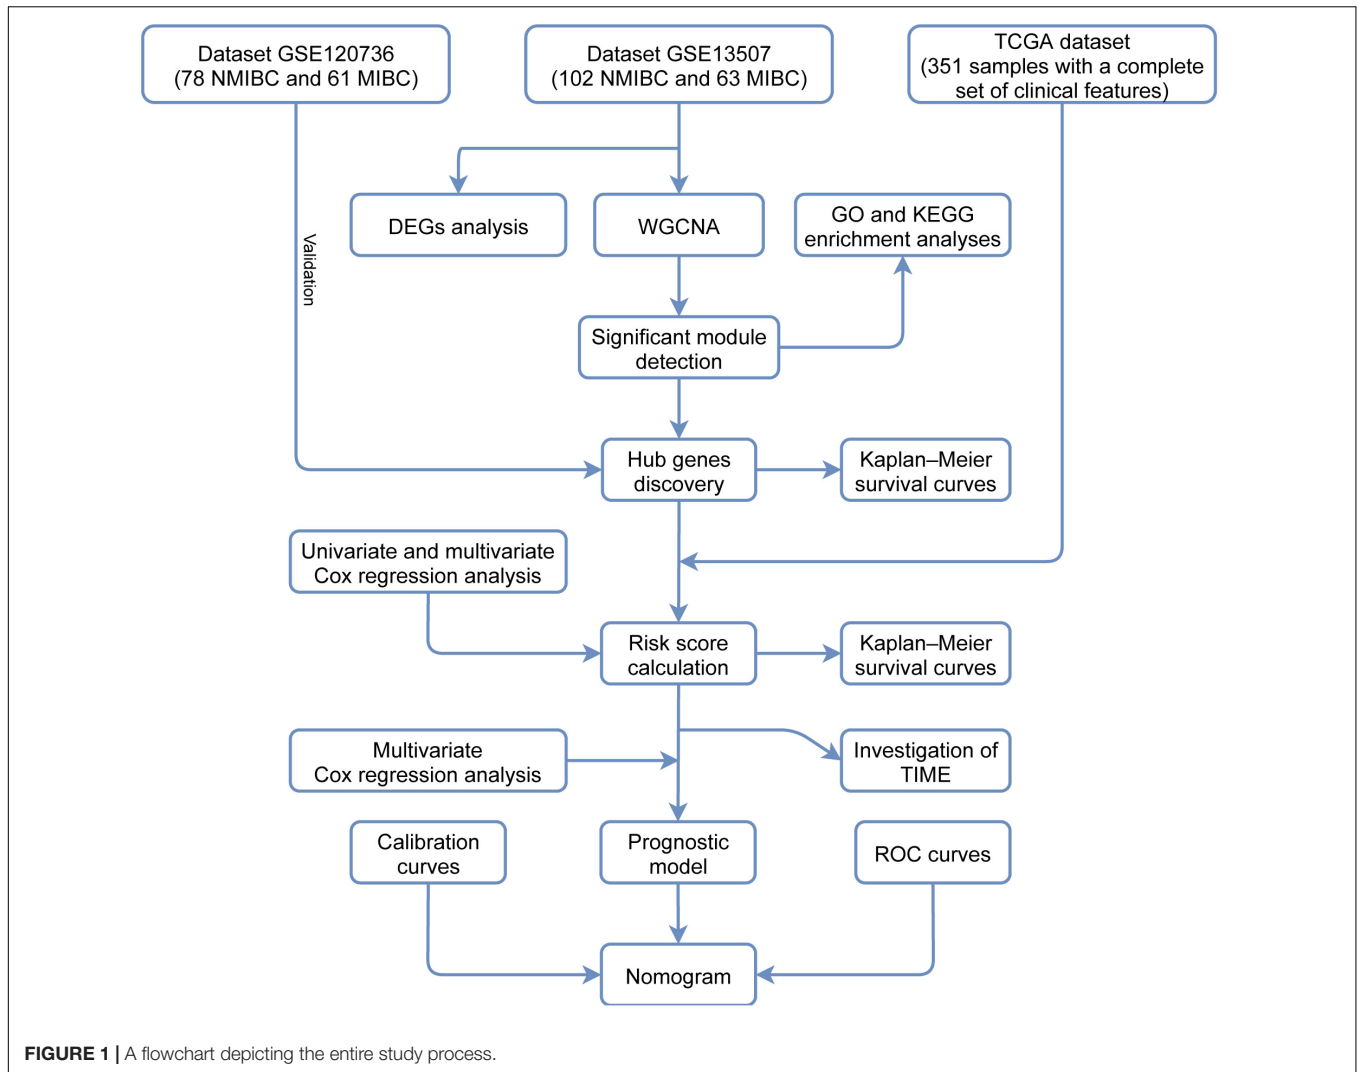 Dataset GSE120736
(78 NMIBC and 61 MIBC)
Dataset GSE13507
(102 NMIBC and 63 MIBC)
TCGA dataset
(351 samples with a complete
set of clinical features)
DEGs analysis
WGCNA
GO and KEGG
enrichment analyses
Validation
Significant module
detection
Hub genes
discovery
Kaplan–Meier
survival curves
Univariate and multivariate
Cox regression analysis
Risk score
calculation
Kaplan–Meier
survival curves
Multivariate
Cox regression analysis
Investigation of
TIME
Calibration
curves
Prognostic
model
ROC curves
Nomogram
FIGURE 1 | A flowchart depicting the entire study process.